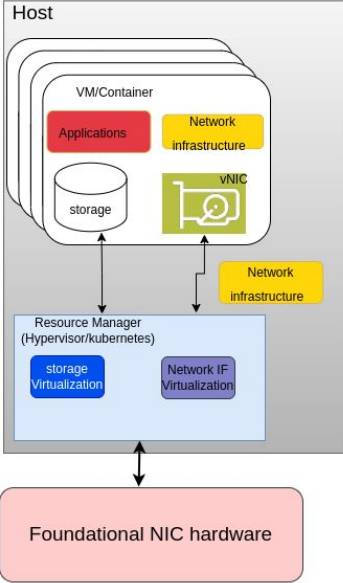 Host
VM/Container
Applications
Network
infrastructure
storage
vNIC
Network
infrastructure
Resource Manager
(Hypervisor/kubernetes)
storage
Virtualization
Network IF
Virtualization
Foundational NIC hardware